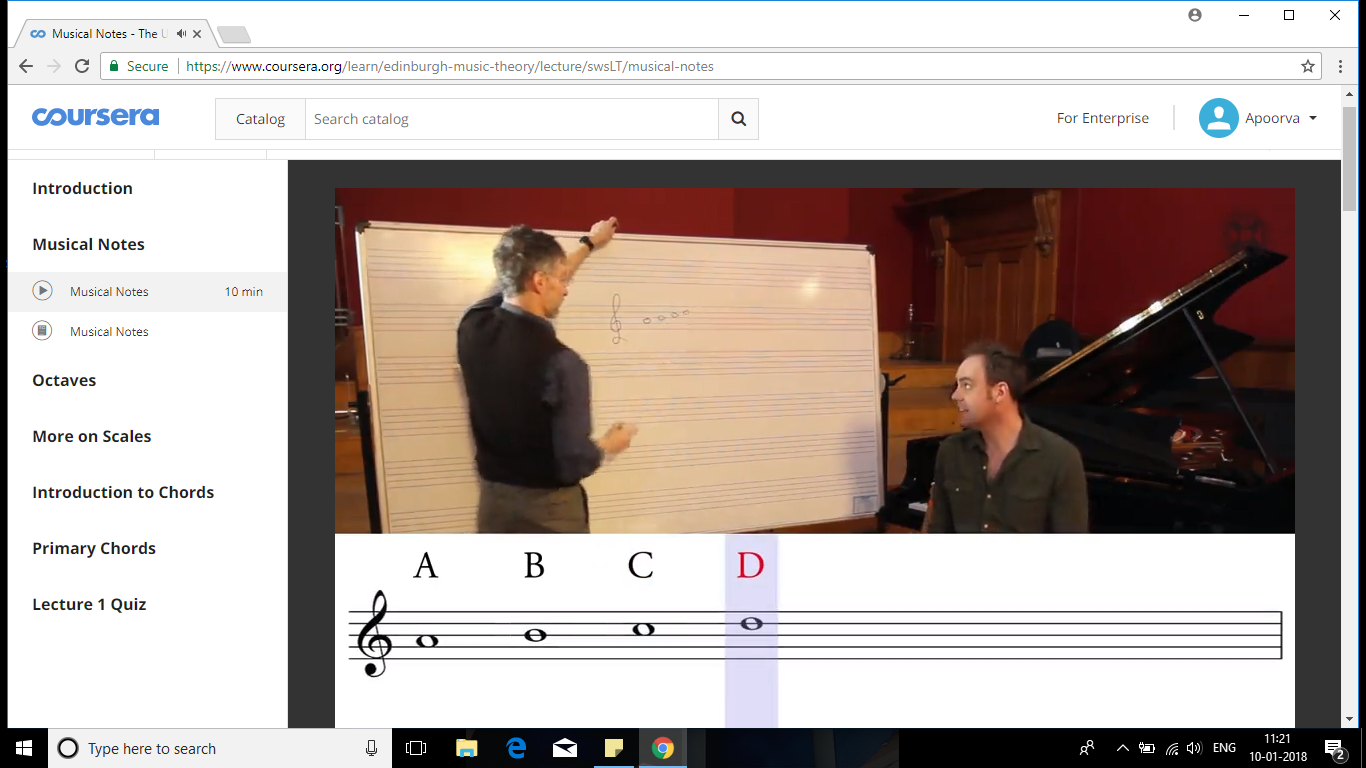 Musical Notes - The U
Secure https://www.coursera.org/learn/edinburgh-music-theory/lecture/swsLT/musical-notes
coursera
Catalog
Search catalog
For Enterprise
Apoorva
Introduction
Musical Notes
Musical Notes 10 min
Musical Notes
Octaves
More on Scales
Introduction to Chords
Primary Chords
Lecture 1 Quiz
A B C D
Type here to search
ENG
11:21
10-01-2018
2